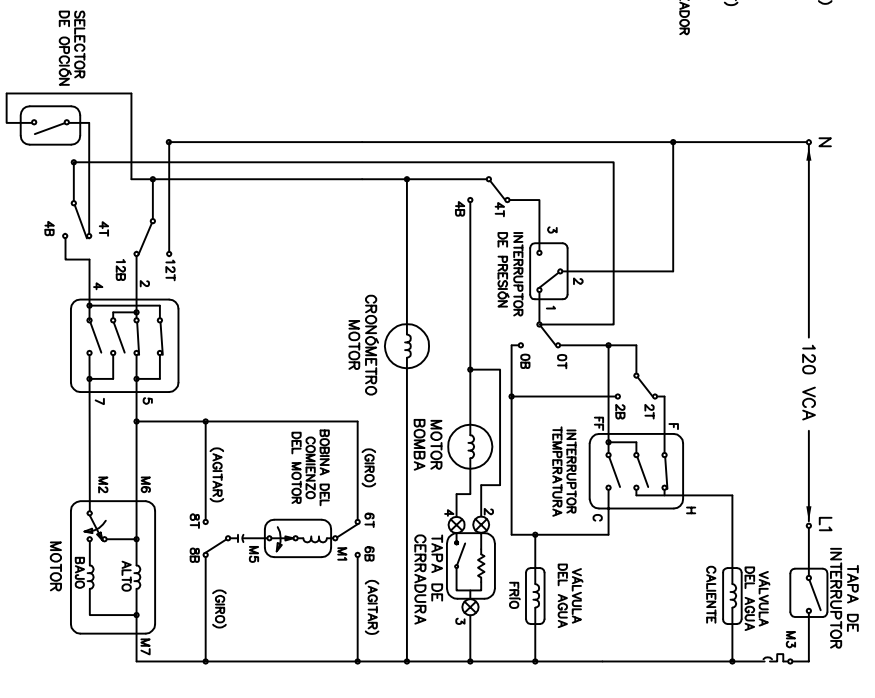 N
120 VCA
L1
TAPA DE
INTERRUPTOR
M3
VÁLVULA
DEL AGUA
CALIENTE
3
2
1
INTERRUPTOR
DE PRESIÓN
4T
4B
0T
0B
2T
2B
F
FF
H
C
INTERRUPTOR
TEMPERATURA
VÁLVULA
DEL AGUA
FRÍO
MOTOR
BOMBA
4
2
3
TAPA DE
CERRADURA
CRONÓMETRO
MOTOR
SELECTOR
DE OPCIÓN
4T
4B
12T
12B
2
4
5
7
(GIRO)
6T
6B
(AGITAR)
BOBINA DEL
COMIENZO
DEL MOTOR
M1
M5
(AGITAR)
8T
8B
(GIRO)
M6
M2
M7
ALTO
BAJO
MOTOR